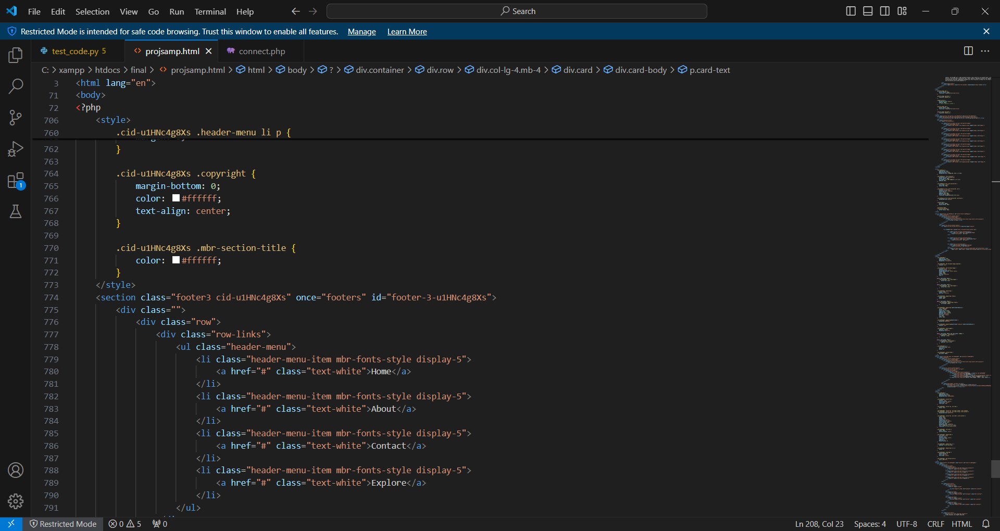 File Edit Selection View Go Run Terminal Help Search
Restricted Mode is intended for safe code browsing. Trust this window to enable all features. Manage Learn More
test_code.py 5 projsamp.html connect.php
C: > xampp > htdocs > final > projsamp.html > html > body > ? > div.container > div.row > div.col-lg-4.mb-4 > div.card > div.card-body > p.card-text
3 <html lang="en">
71 <body>
72 <?php
706 <style>
760 .cid-u1HNc4g8Xs .header-menu li p {
762 }
763
764 .cid-u1HNc4g8Xs .copyright {
765 margin-bottom: 0;
766 color: #ffffff;
767 text-align: center;
768 }
769
770 .cid-u1HNc4g8Xs .mbr-section-title {
771 color: #ffffff;
772 }
773 </style>
774 <section class="footer3 cid-u1HNc4g8Xs" once="footers" id="footer-3-u1HNc4g8Xs">
775 <div class="">
776 <div class="row">
777 <div class="row-links">
778 <ul class="header-menu">
779 <li class="header-menu-item mbr-fonts-style display-5">
780 <a href="#" class="text-white">Home</a>
781 </li>
782 <li class="header-menu-item mbr-fonts-style display-5">
783 <a href="#" class="text-white">About</a>
784 </li>
785 <li class="header-menu-item mbr-fonts-style display-5">
786 <a href="#" class="text-white">Contact</a>
787 </li>
788 <li class="header-menu-item mbr-fonts-style display-5">
789 <a href="#" class="text-white">Explore</a>
790 </li>
791 </ul>
1
Restricted Mode 0 5 0 Ln 208, Col 23 Spaces: 4 UTF-8 CRLF HTML